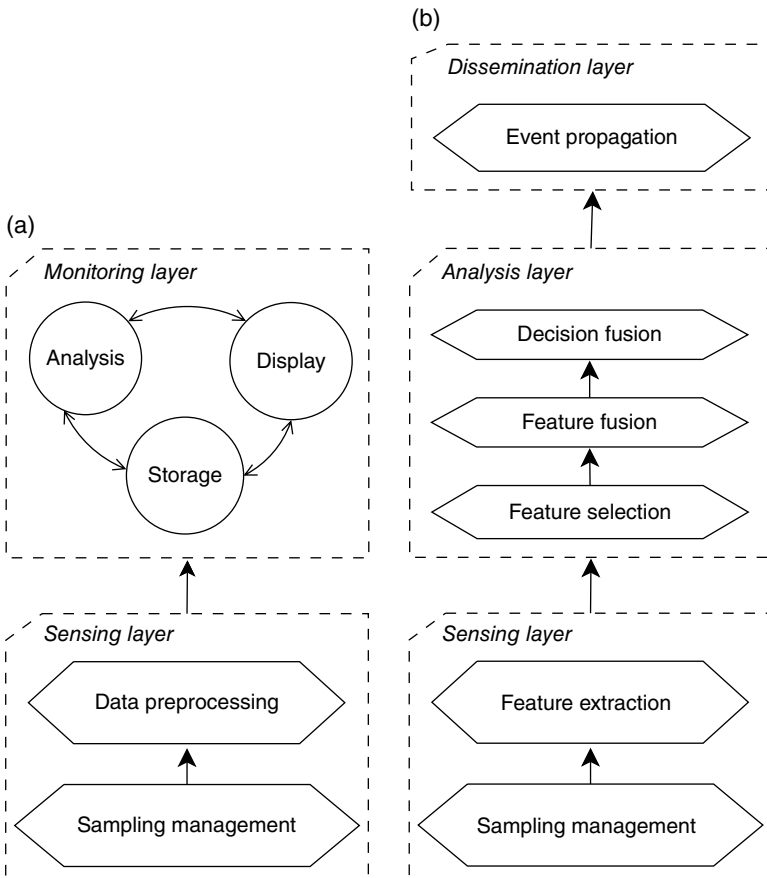 (a)
Monitoring layer
Analysis
Display
Storage
Sensing layer
Data preprocessing
Sampling management
(b)
Dissemination layer
Event propagation
Analysis layer
Decision fusion
Feature fusion
Feature selection
Sensing layer
Feature extraction
Sampling management